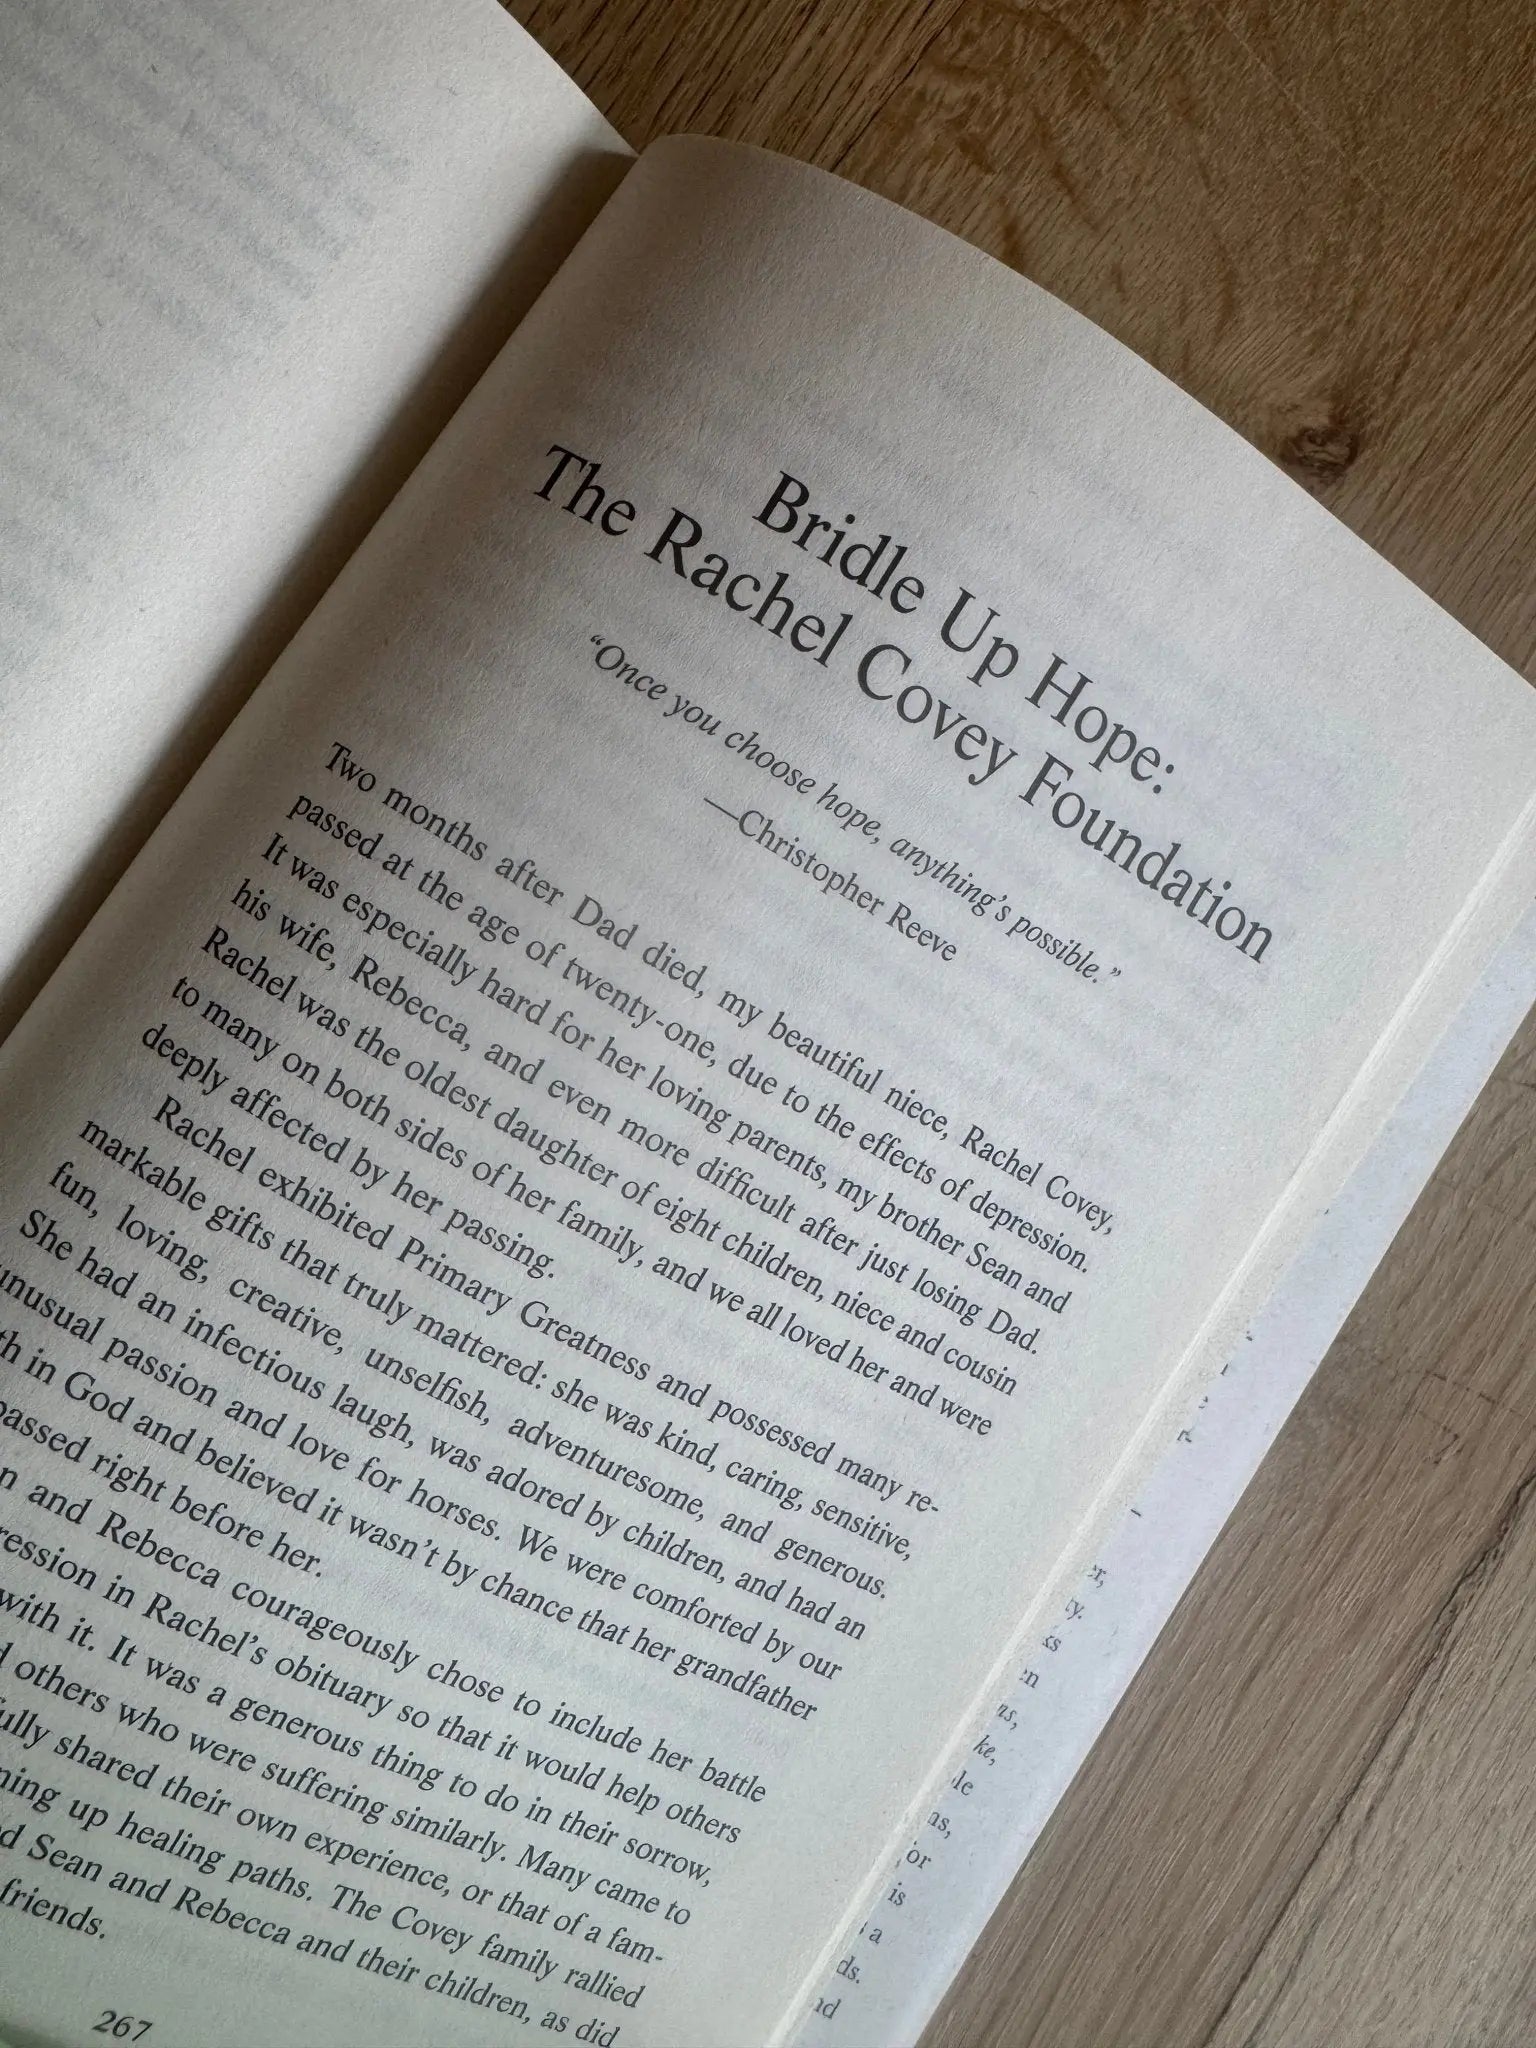 Bridle Up Hope:
The Rachel Covey Foundation
“Once you choose hope, anything’s possible.”
—Christopher Reeve
Two months after Dad died, my beautiful niece, Rachel Covey,
passed at the age of twenty-one, due to the effects of depression.
It was especially hard for her loving parents, my brother Sean and
his wife, Rebecca, and even more difficult after just losing Dad.
Rachel was the oldest daughter of eight children, niece and cousin
to many on both sides of her family, and we all loved her and were
deeply affected by her passing.
Rachel exhibited Primary Greatness and possessed many re-
markable gifts that truly mattered: she was kind, caring, sensitive,
fun, loving, creative, unselfish, adventuresome, and generous.
She had an infectious laugh, was adored by children, and had an
unusual passion and love for horses. We were comforted by our
th in God and believed it wasn’t by chance that her grandfather
passed right before her.
n and Rebecca courageously chose to include her battle
ression in Rachel’s obituary so that it would help others
with it. It was a generous thing to do in their sorrow,
d others who were suffering similarly. Many came to
ully shared their own experience, or that of a fam-
ning up healing paths. The Covey family rallied
d Sean and Rebecca and their children, as did
friends.
267